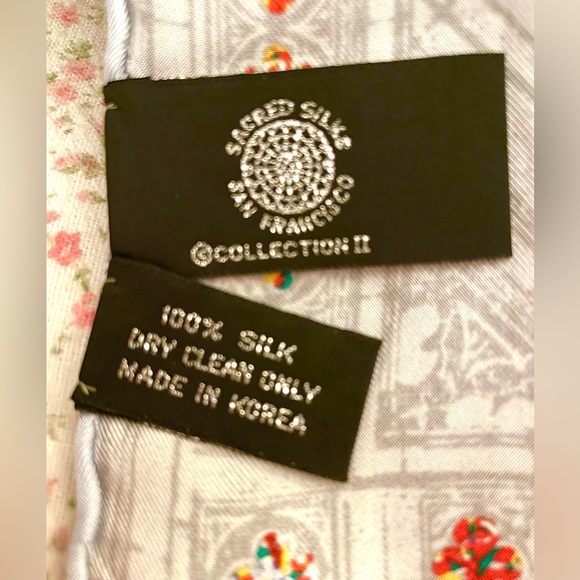 SACRED SILKS
SAN FRANCISCO
© COLLECTION II
100% SILK
DRY CLEAN ONLY
MADE IN KOREA